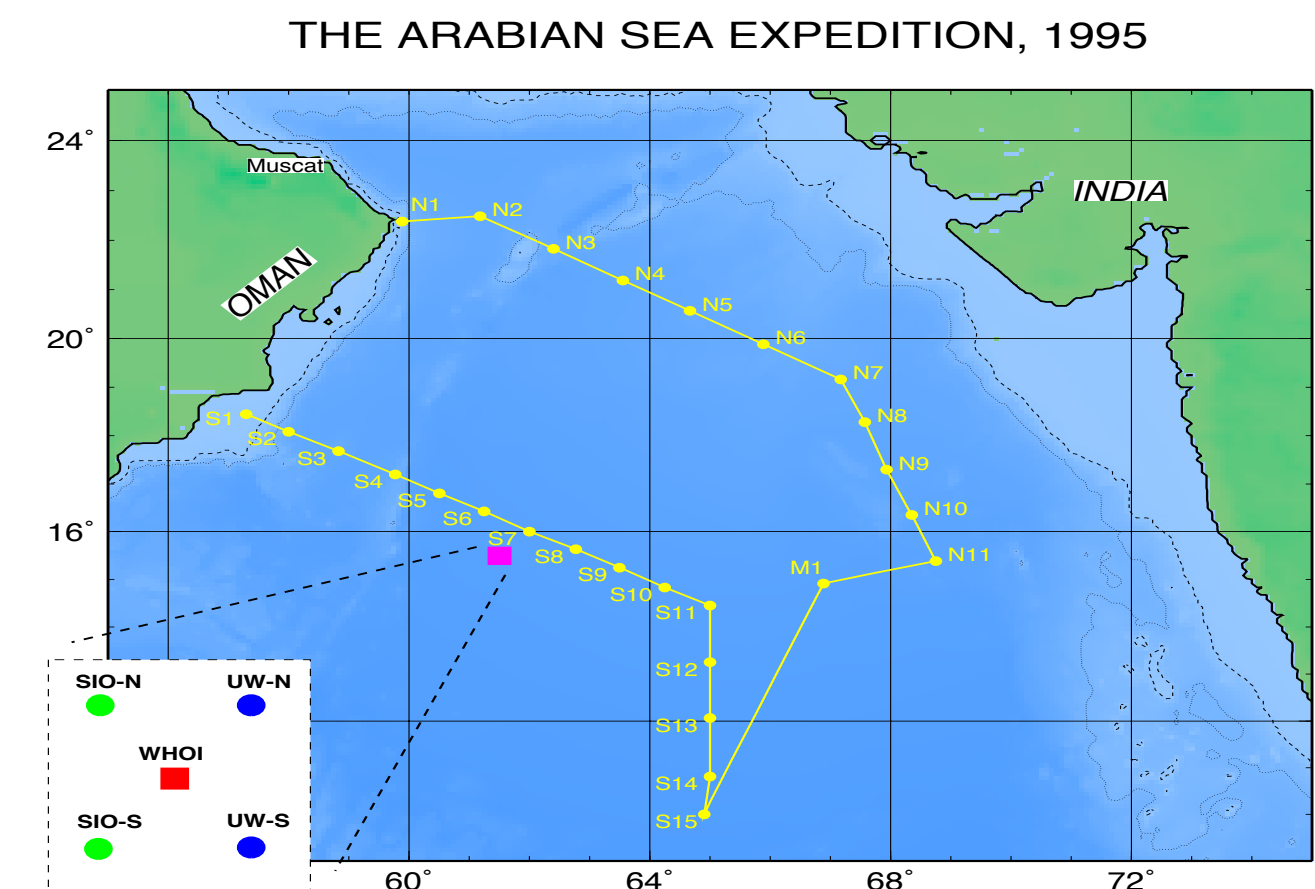 THE ARABIAN SEA EXPEDITION, 1995
24°
Muscat
INDIA
N1
N2
N3
OMAN
N4
N5
20°
N6
N7
S1
N8
S2
S3
N9
S4
S5
N10
S6
16°
S7
S8
N11
M1
S9
S10
S11
S12
SIO-N
UW-N
S13
WHOI
S14
SIO-S
UW-S
S15
60°
64°
68°
72°